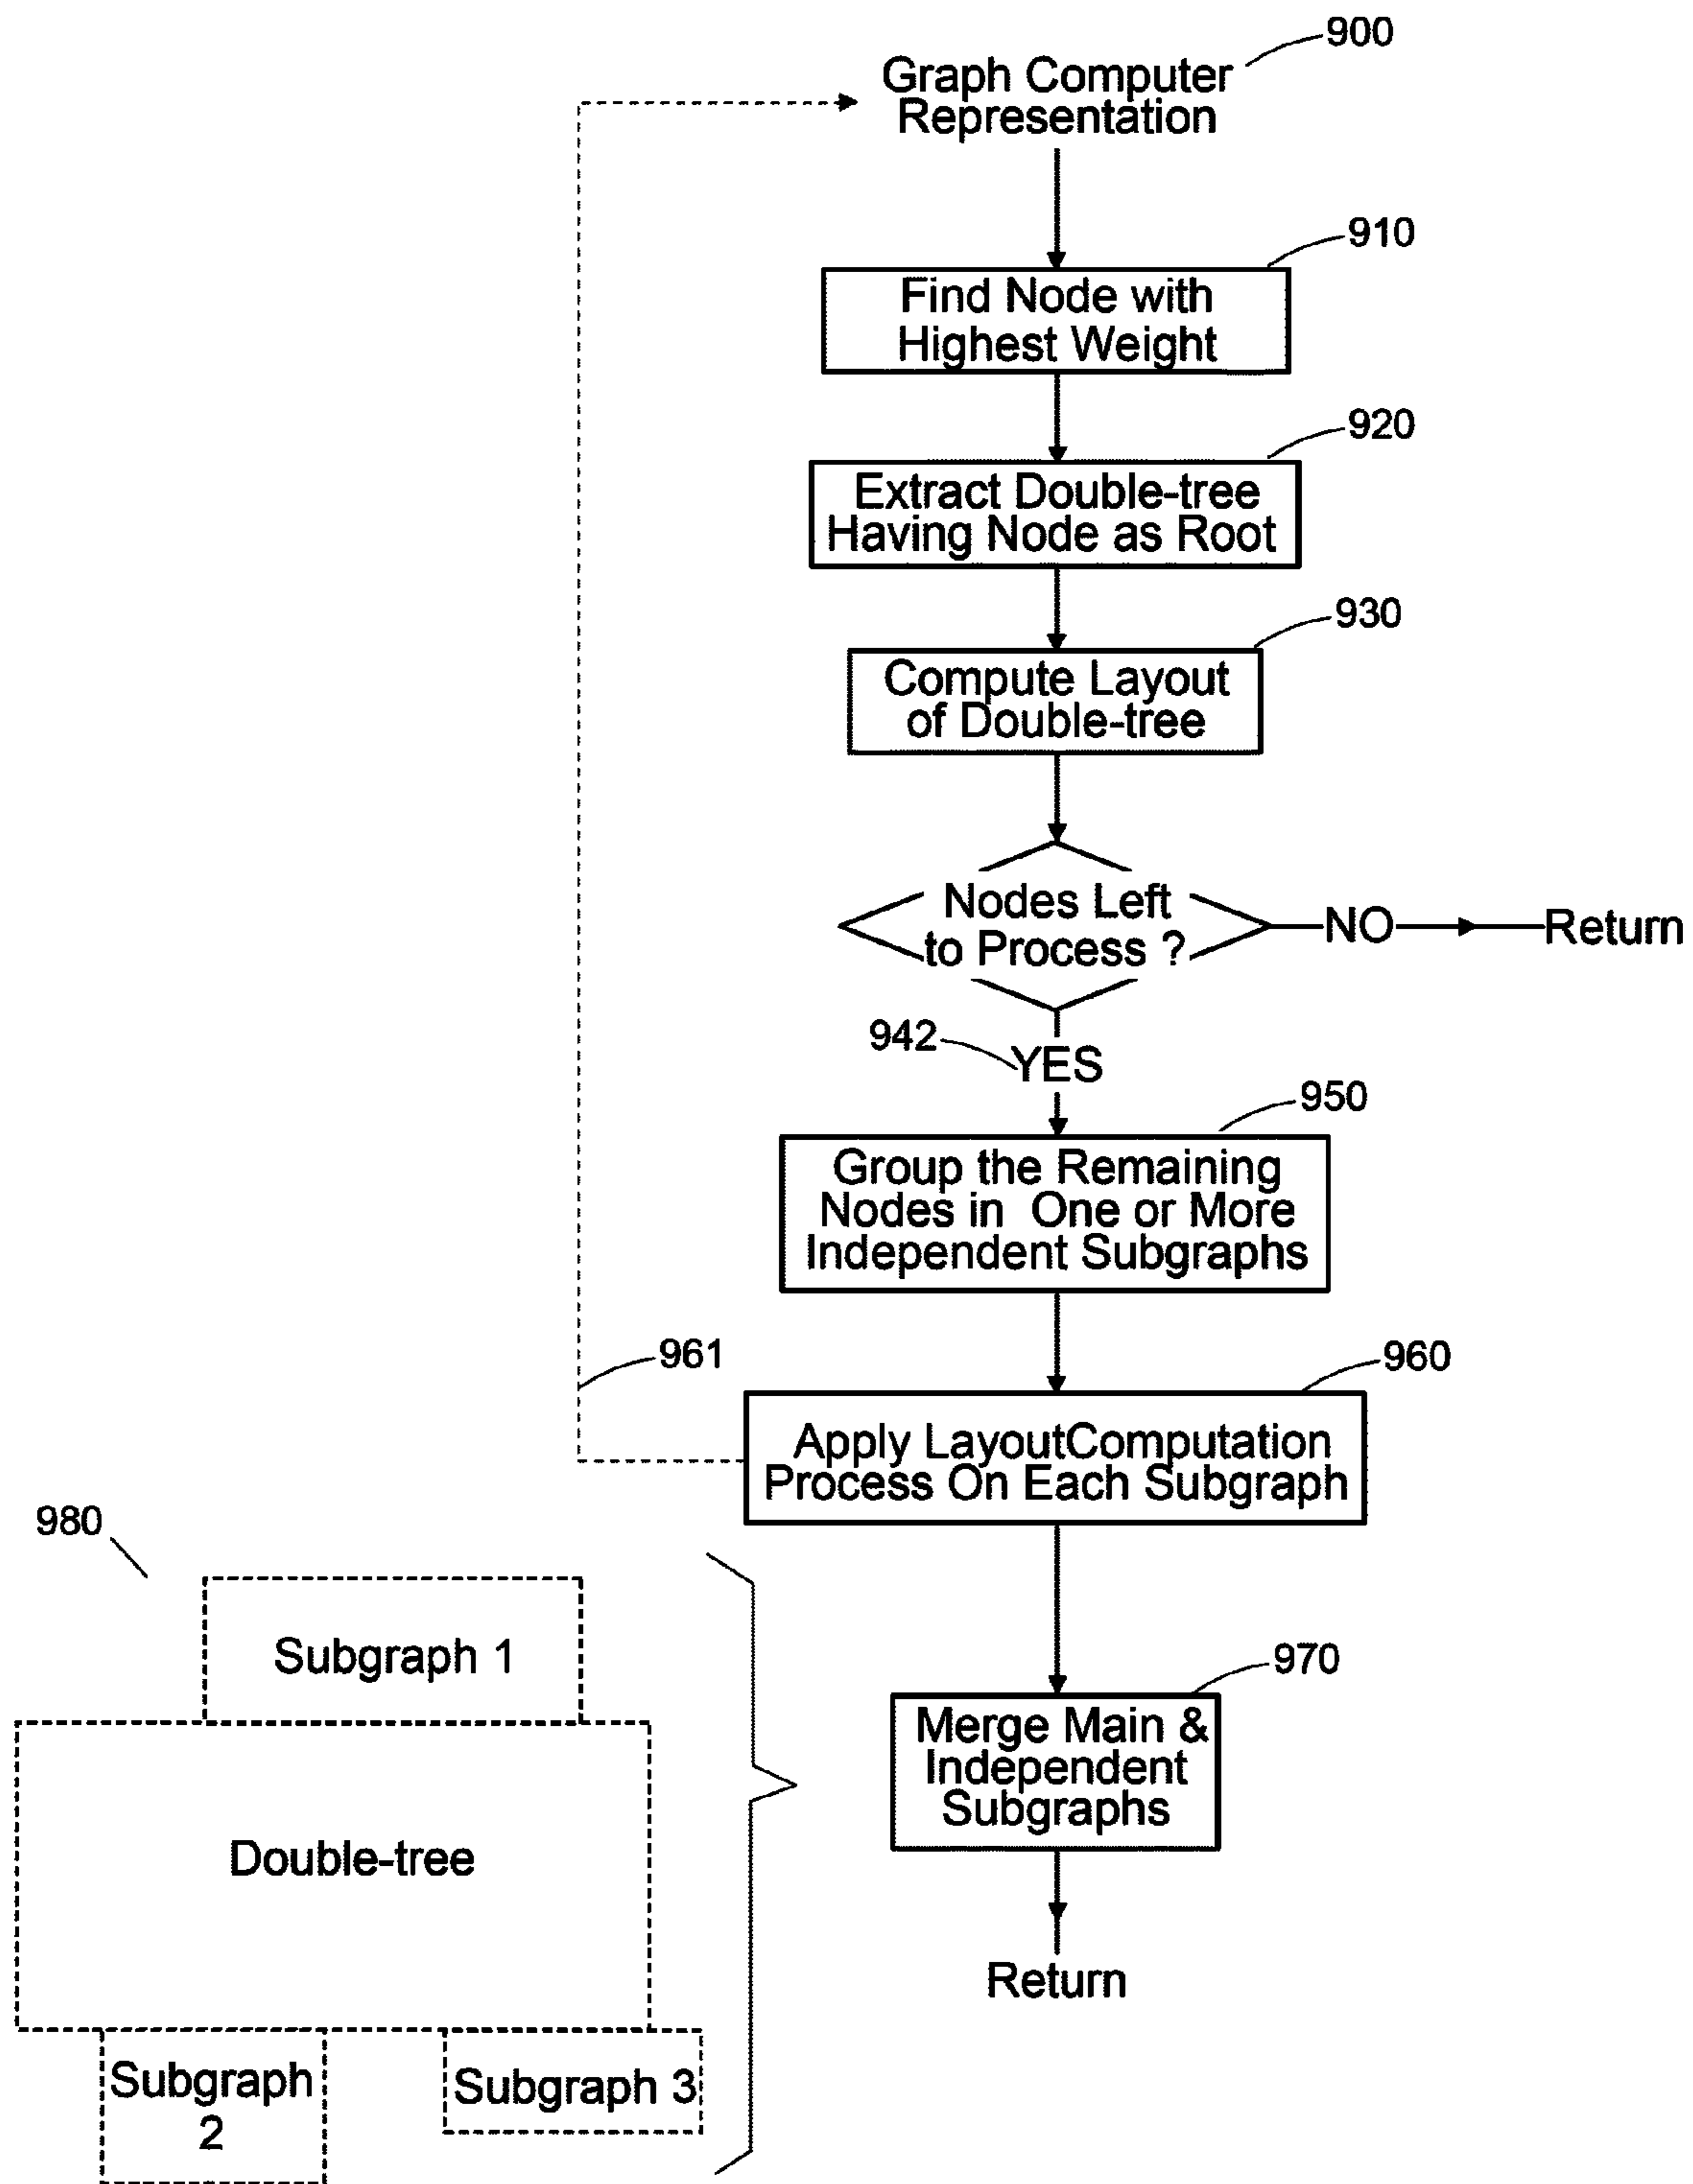 900
Graph Computer
Representation
910
Find Node with
Highest Weight
920
Extract Double-tree
Having Node as Root
930
Compute Layout
of Double-tree
Nodes Left
to Process ?
NO
Return
942
YES
950
Group the Remaining
Nodes in One or More
Independent Subgraphs
961
960
Apply LayoutComputation
Process On Each Subgraph
980
Subgraph 1
970
Merge Main &
Independent
Subgraphs
Double-tree
Return
Subgraph
2
Subgraph 3